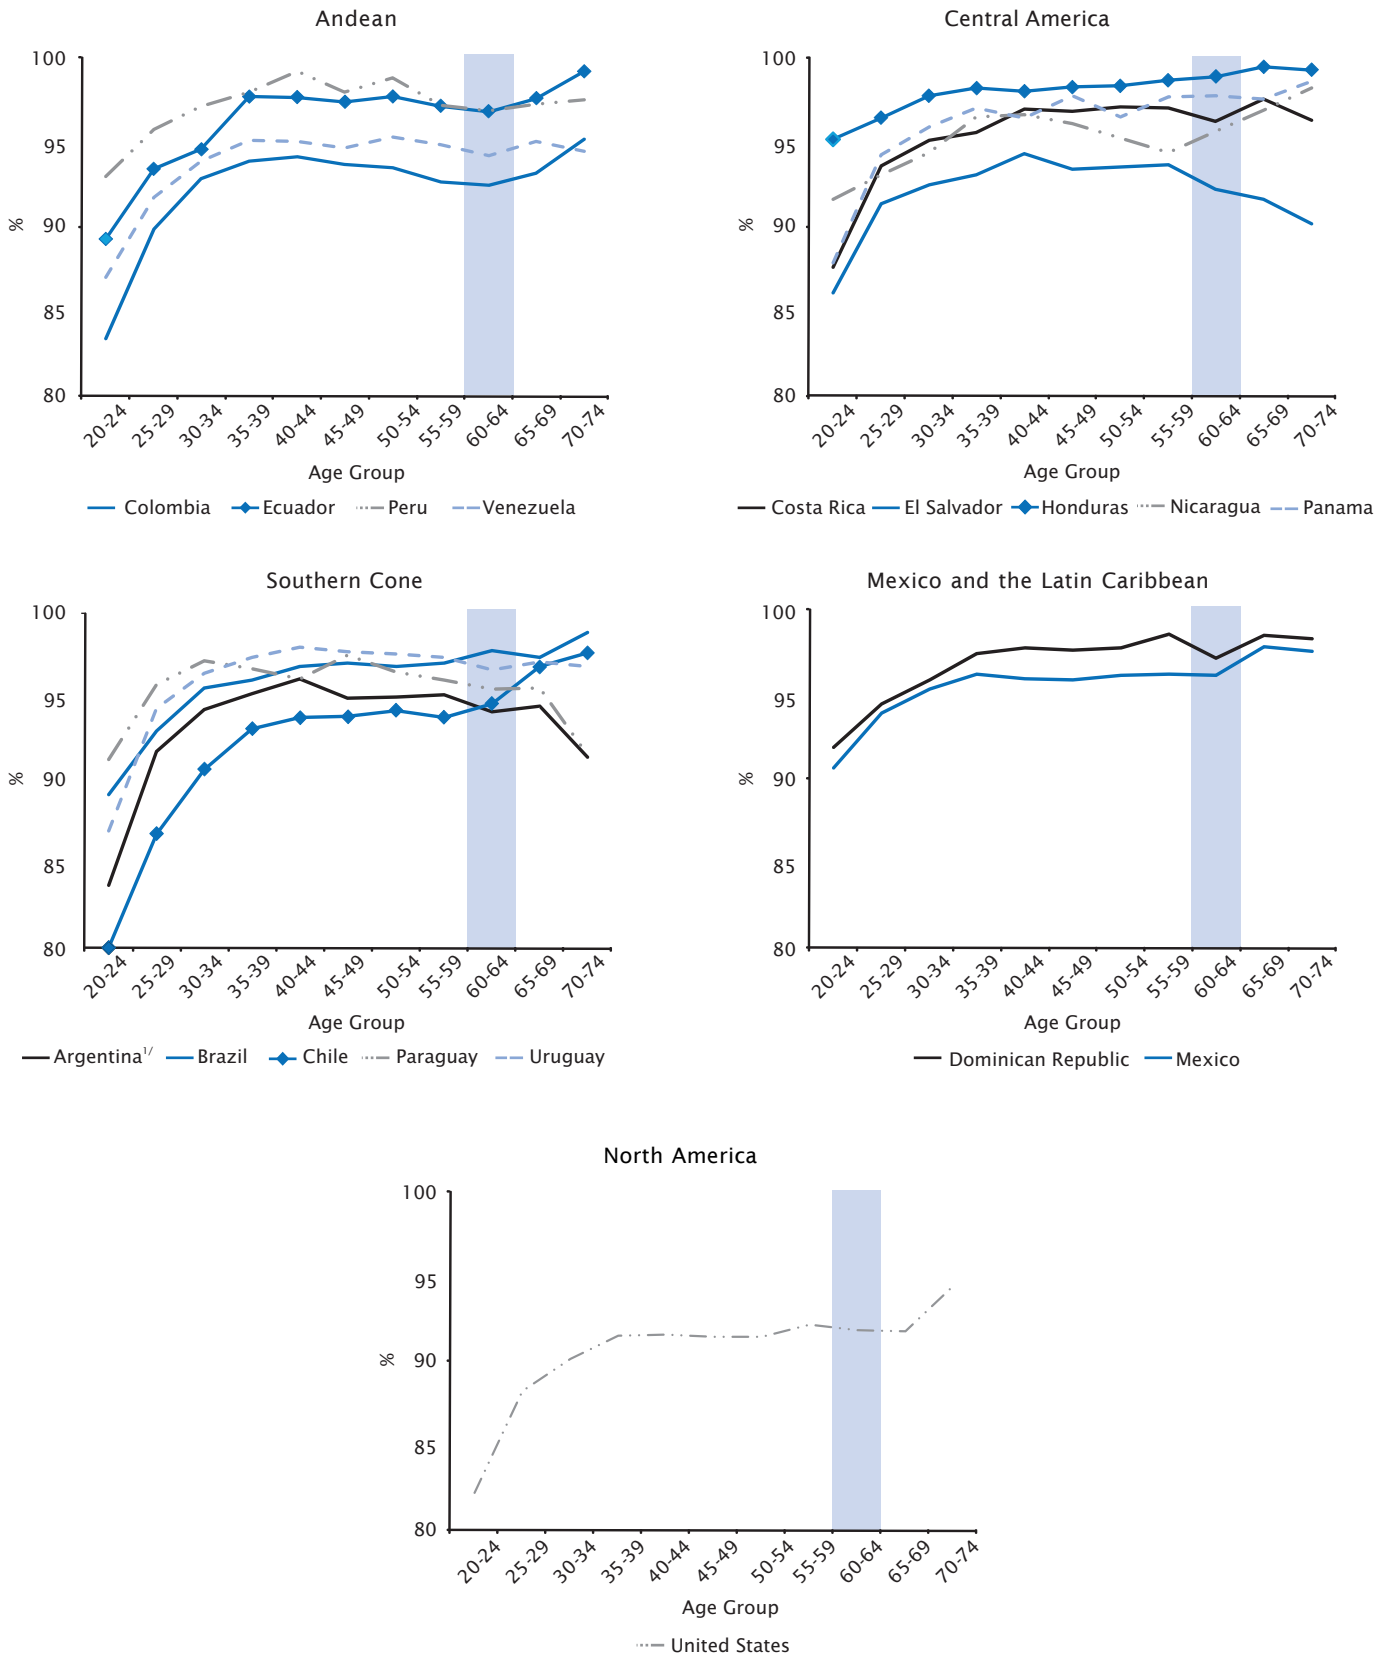 Andean
100
95
90
85
80
%
20-24 25-29 30-34 35-39 40-44 45-49 50-54 55-59 60-64 65-69 70-74
Age Group
Colombia Ecuador Peru Venezuela
Central America
100
95
90
85
80
%
20-24 25-29 30-34 35-39 40-44 45-49 50-54 55-59 60-64 65-69 70-74
Age Group
Costa Rica El Salvador Honduras Nicaragua Panama
Southern Cone
100
95
90
85
80
%
20-24 25-29 30-34 35-39 40-44 45-49 50-54 55-59 60-64 65-69 70-74
Age Group
Argentina1/ Brazil Chile Paraguay Uruguay
Mexico and the Latin Caribbean
100
95
90
85
80
%
20-24 25-29 30-34 35-39 40-44 45-49 50-54 55-59 60-64 65-69 70-74
Age Group
Dominican Republic Mexico
North America
100
95
90
85
80
%
20-24 25-29 30-34 35-39 40-44 45-49 50-54 55-59 60-64 65-69 70-74
Age Group
United States